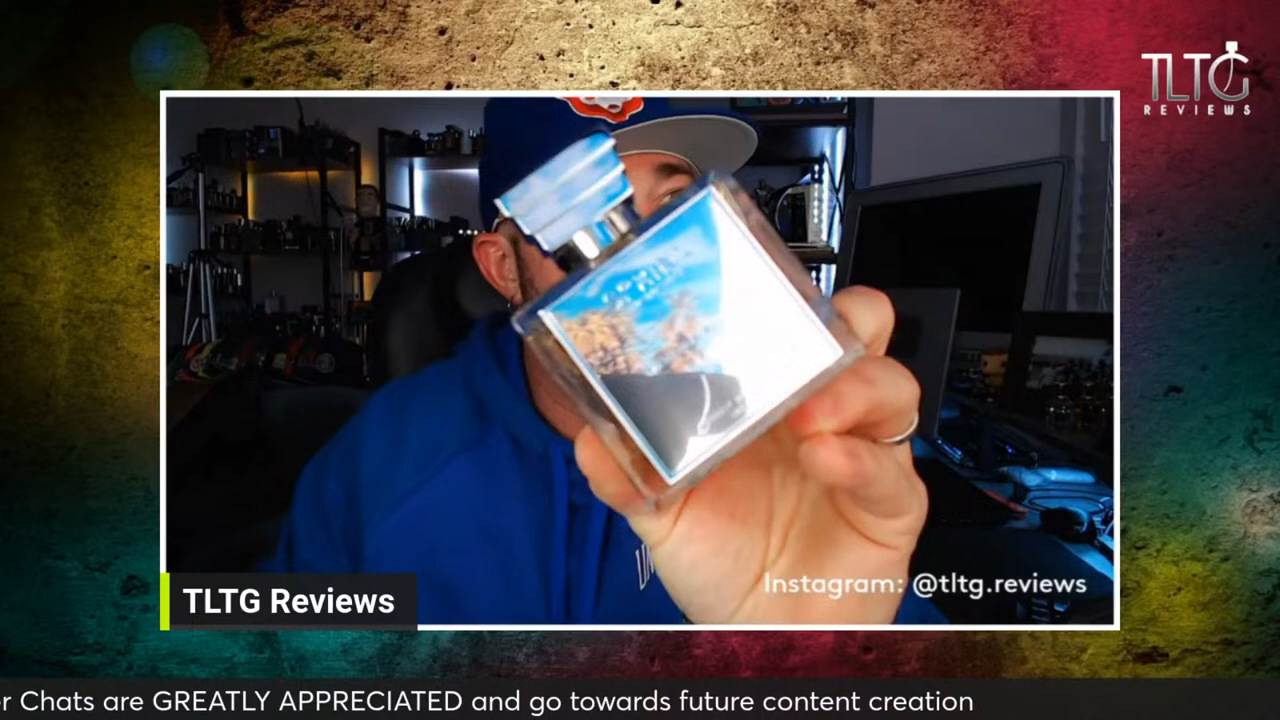 TLTG
REVIEWS
Instagram: @tltg.reviews
TLTG Reviews
r Chats are GREATLY APPRECIATED and go towards future content creation